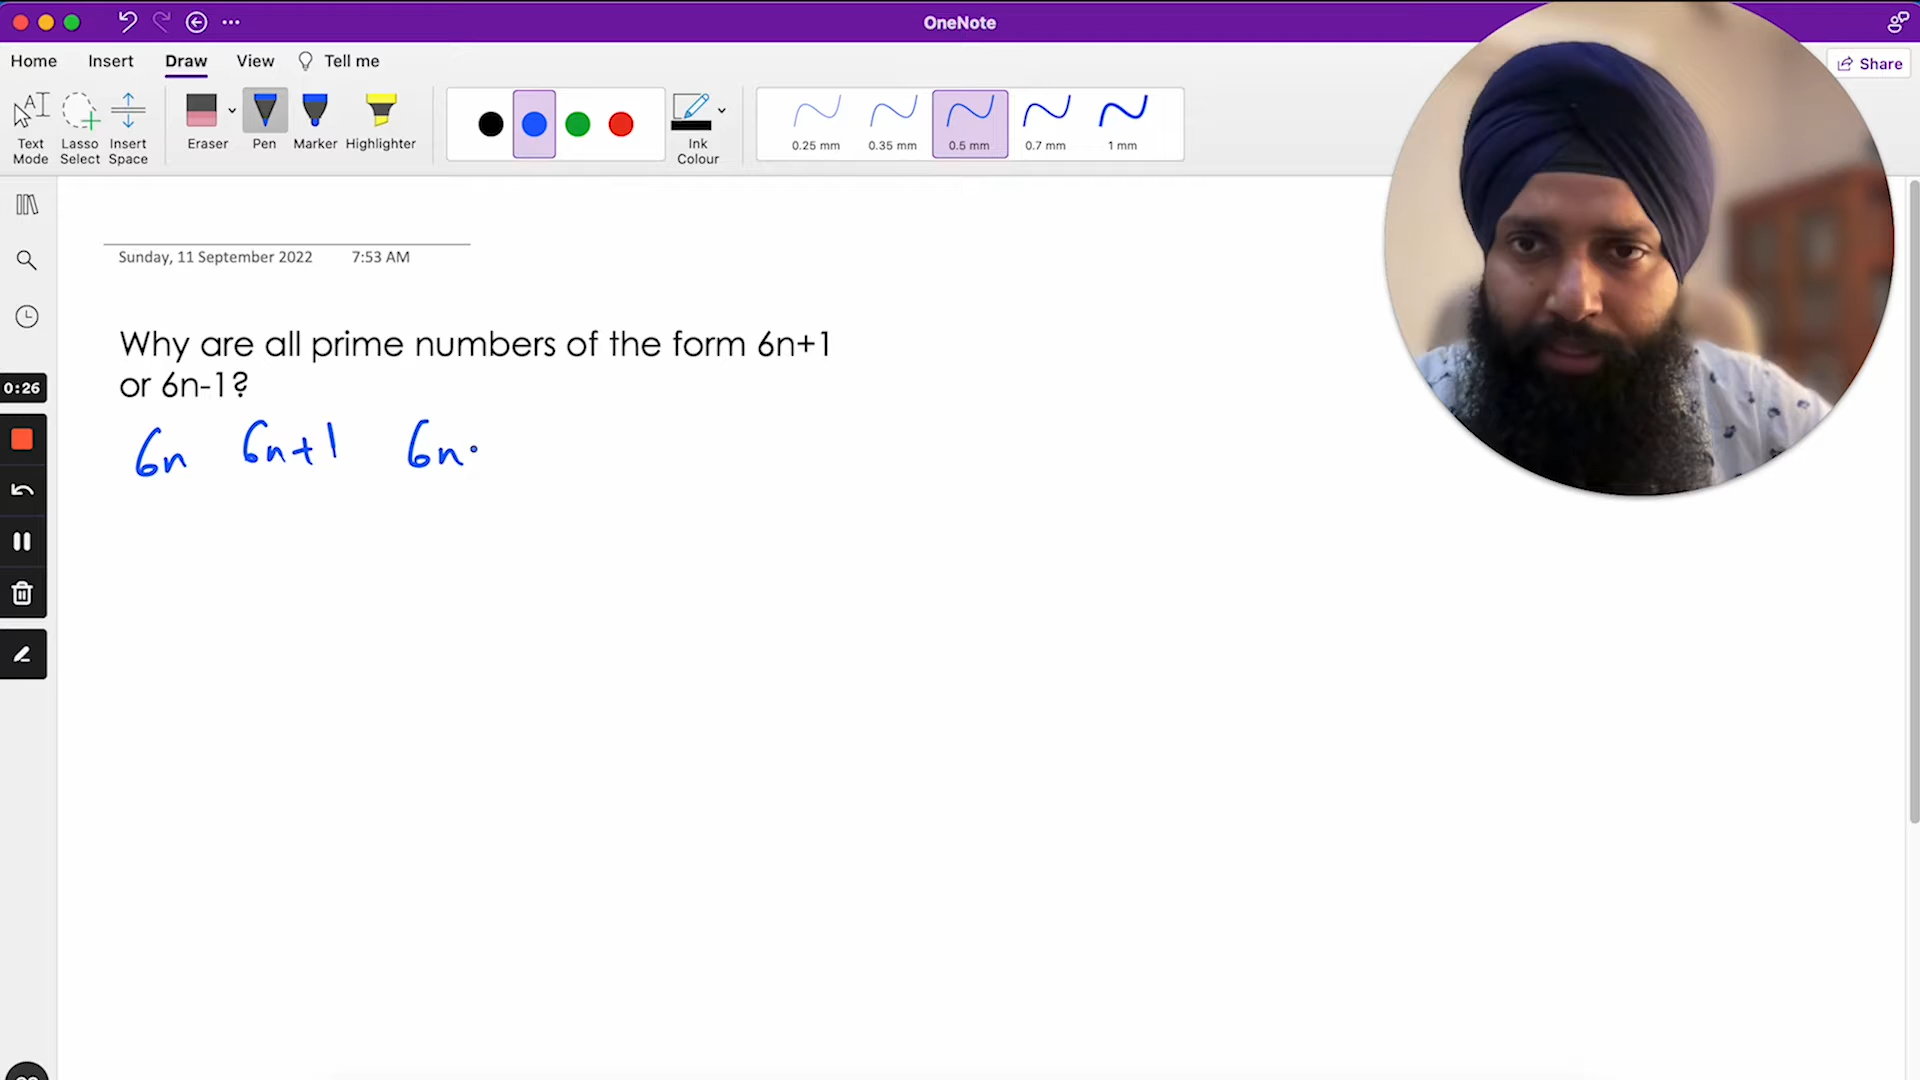 OneNote
Home Insert Draw View Tell me
Share
Text Mode
Lasso Select
Insert Space
Eraser
Pen
Marker
Highlighter
Ink Colour
0.25 mm 0.35 mm 0.5 mm 0.7 mm 1 mm
Sunday, 11 September 2022 7:53 AM
Why are all prime numbers of the form 6n+1
or 6n-1?
0:26
6n 6n+1 6n